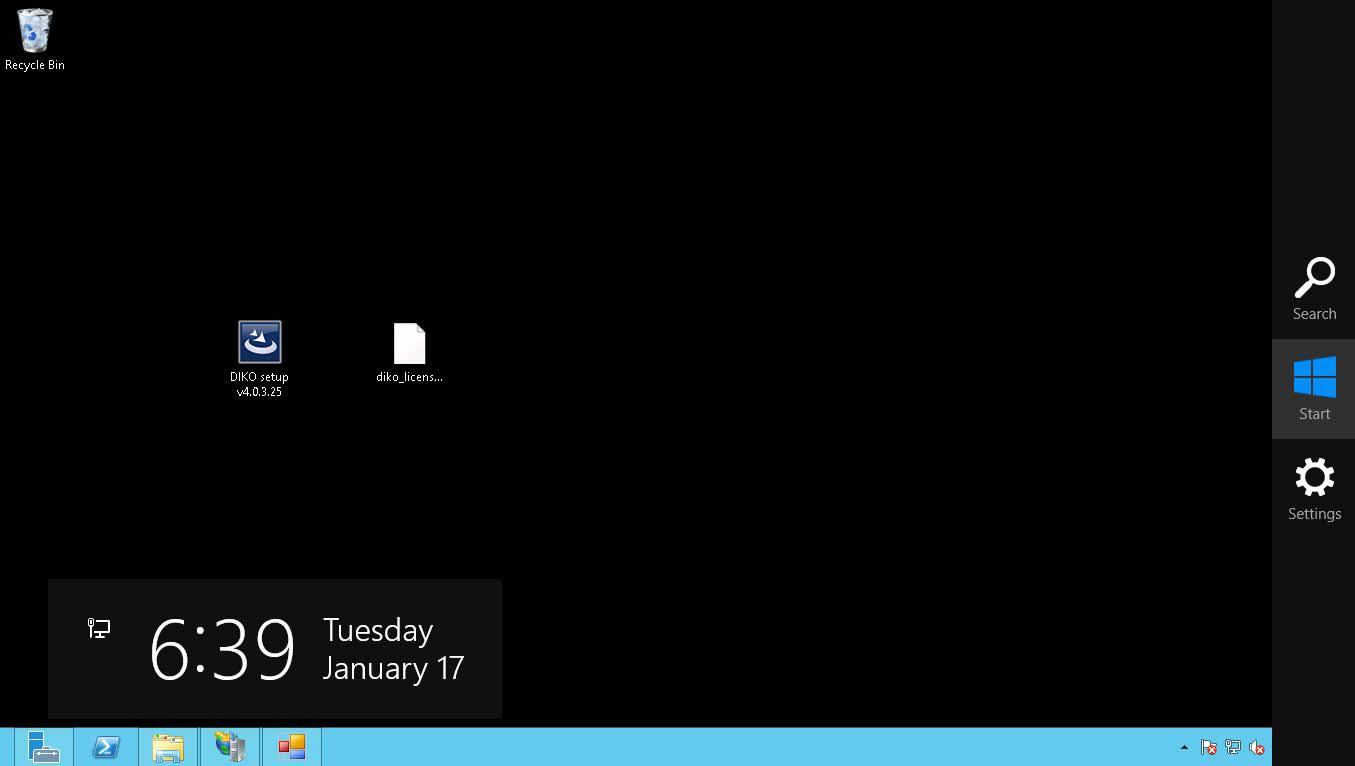 Recycle Bin
DIKO setup
v4.0.3.25
diko_licens...
Search
Start
Settings
6:39
Tuesday
January 17